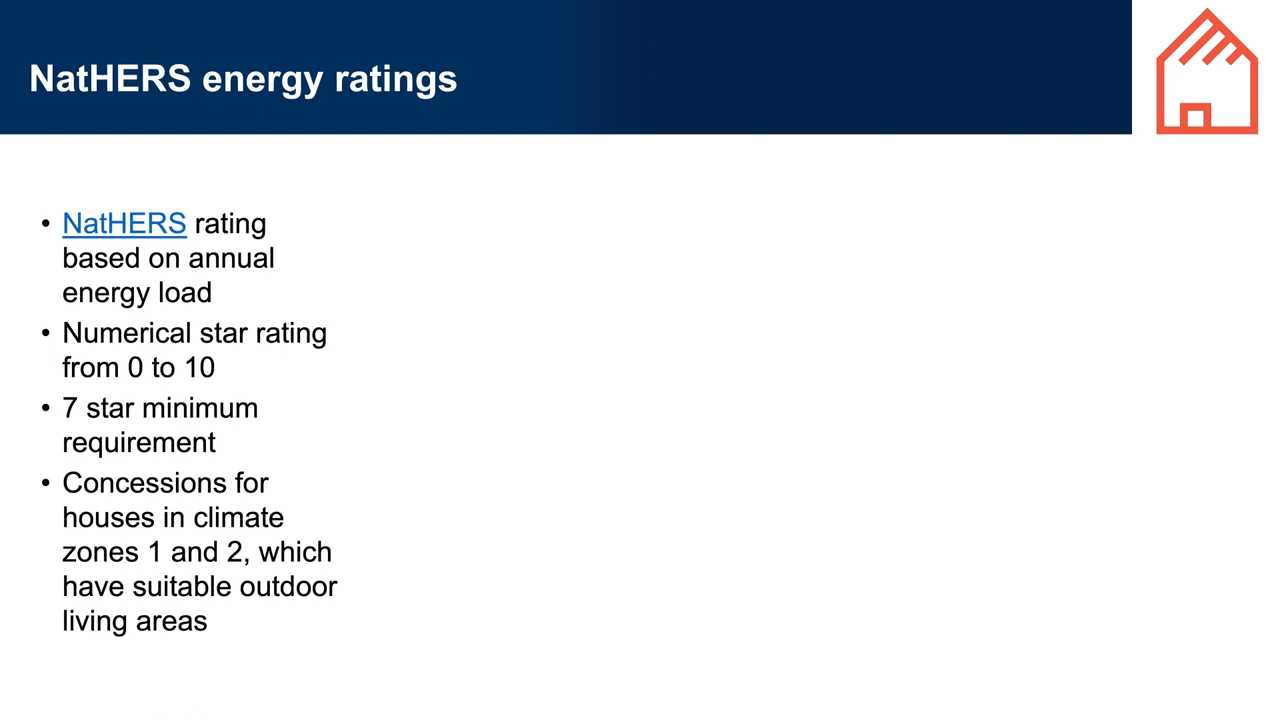 NatHERS energy ratings
• NatHERS rating
based on annual
energy load
• Numerical star rating
from 0 to 10
• 7 star minimum
requirement
• Concessions for
houses in climate
zones 1 and 2, which
have suitable outdoor
living areas